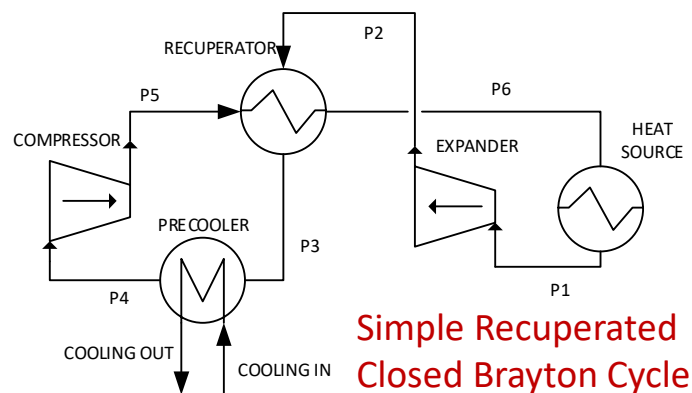 P2
RECUPERATOR
P5
P6
COMPRESSOR
EXPANDER
HEAT
SOURCE
PRECOOLER
P3
P4
P1
COOLING OUT
COOLING IN
Simple Recuperated
Closed Brayton Cycle